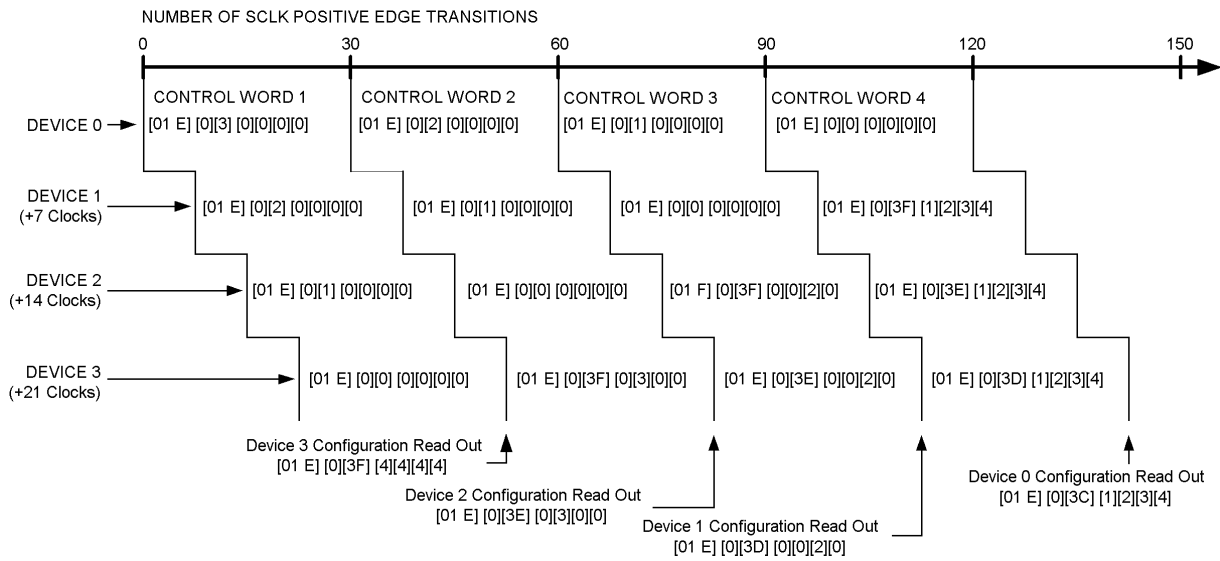 NUMBER OF SCLK POSITIVE EDGE TRANSITIONS
0 30 60 90 120 150
CONTROL WORD 1 CONTROL WORD 2 CONTROL WORD 3 CONTROL WORD 4
DEVICE 0 [01 E] [0][3] [0][0][0][0] [01 E] [0][2] [0][0][0][0] [01 E] [0][1] [0][0][0][0] [01 E] [0][0] [0][0][0][0]
DEVICE 1
(+7 Clocks)
[01 E] [0][2] [0][0][0][0] [01 E] [0][1] [0][0][0][0] [01 E] [0][0] [0][0][0][0] [01 E] [0][3F] [1][2][3][4]
DEVICE 2
(+14 Clocks)
[01 E] [0][1] [0][0][0][0] [01 E] [0][0] [0][0][0][0] [01 F] [0][3F] [0][0][2][0] [01 E] [0][3E] [1][2][3][4]
DEVICE 3
(+21 Clocks)
[01 E] [0][0] [0][0][0][0] [01 E] [0][3F] [0][3][0][0] [01 E] [0][3E] [0][0][2][0] [01 E] [0][3D] [1][2][3][4]
Device 3 Configuration Read Out
[01 E] [0][3F] [4][4][4][4]
Device 2 Configuration Read Out
[01 E] [0][3E] [0][3][0][0]
Device 1 Configuration Read Out
[01 E] [0][3D] [0][0][2][0]
Device 0 Configuration Read Out
[01 E] [0][3C] [1][2][3][4]